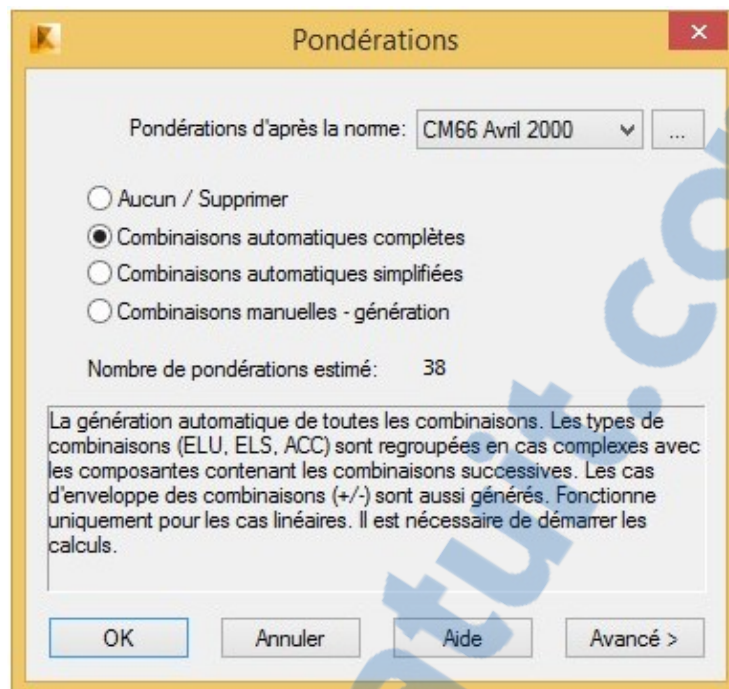 Pondérations
Pondérations d'après la norme: CM66 Avril 2000 ...
Aucun / Supprimer
Combinaisons automatiques complètes
Combinaisons automatiques simplifiées
Combinaisons manuelles - génération
Nombre de pondérations estimé: 38
La génération automatique de toutes les combinaisons. Les types de
combinaisons (ELU, ELS, ACC) sont regroupées en cas complexes avec
les composantes contenant les combinaisons successives. Les cas
d'enveloppe des combinaisons (+/-) sont aussi générés. Fonctionne
uniquement pour les cas linéaires. Il est nécessaire de démarrer les
calculs.
OK Annuler Aide Avancé >